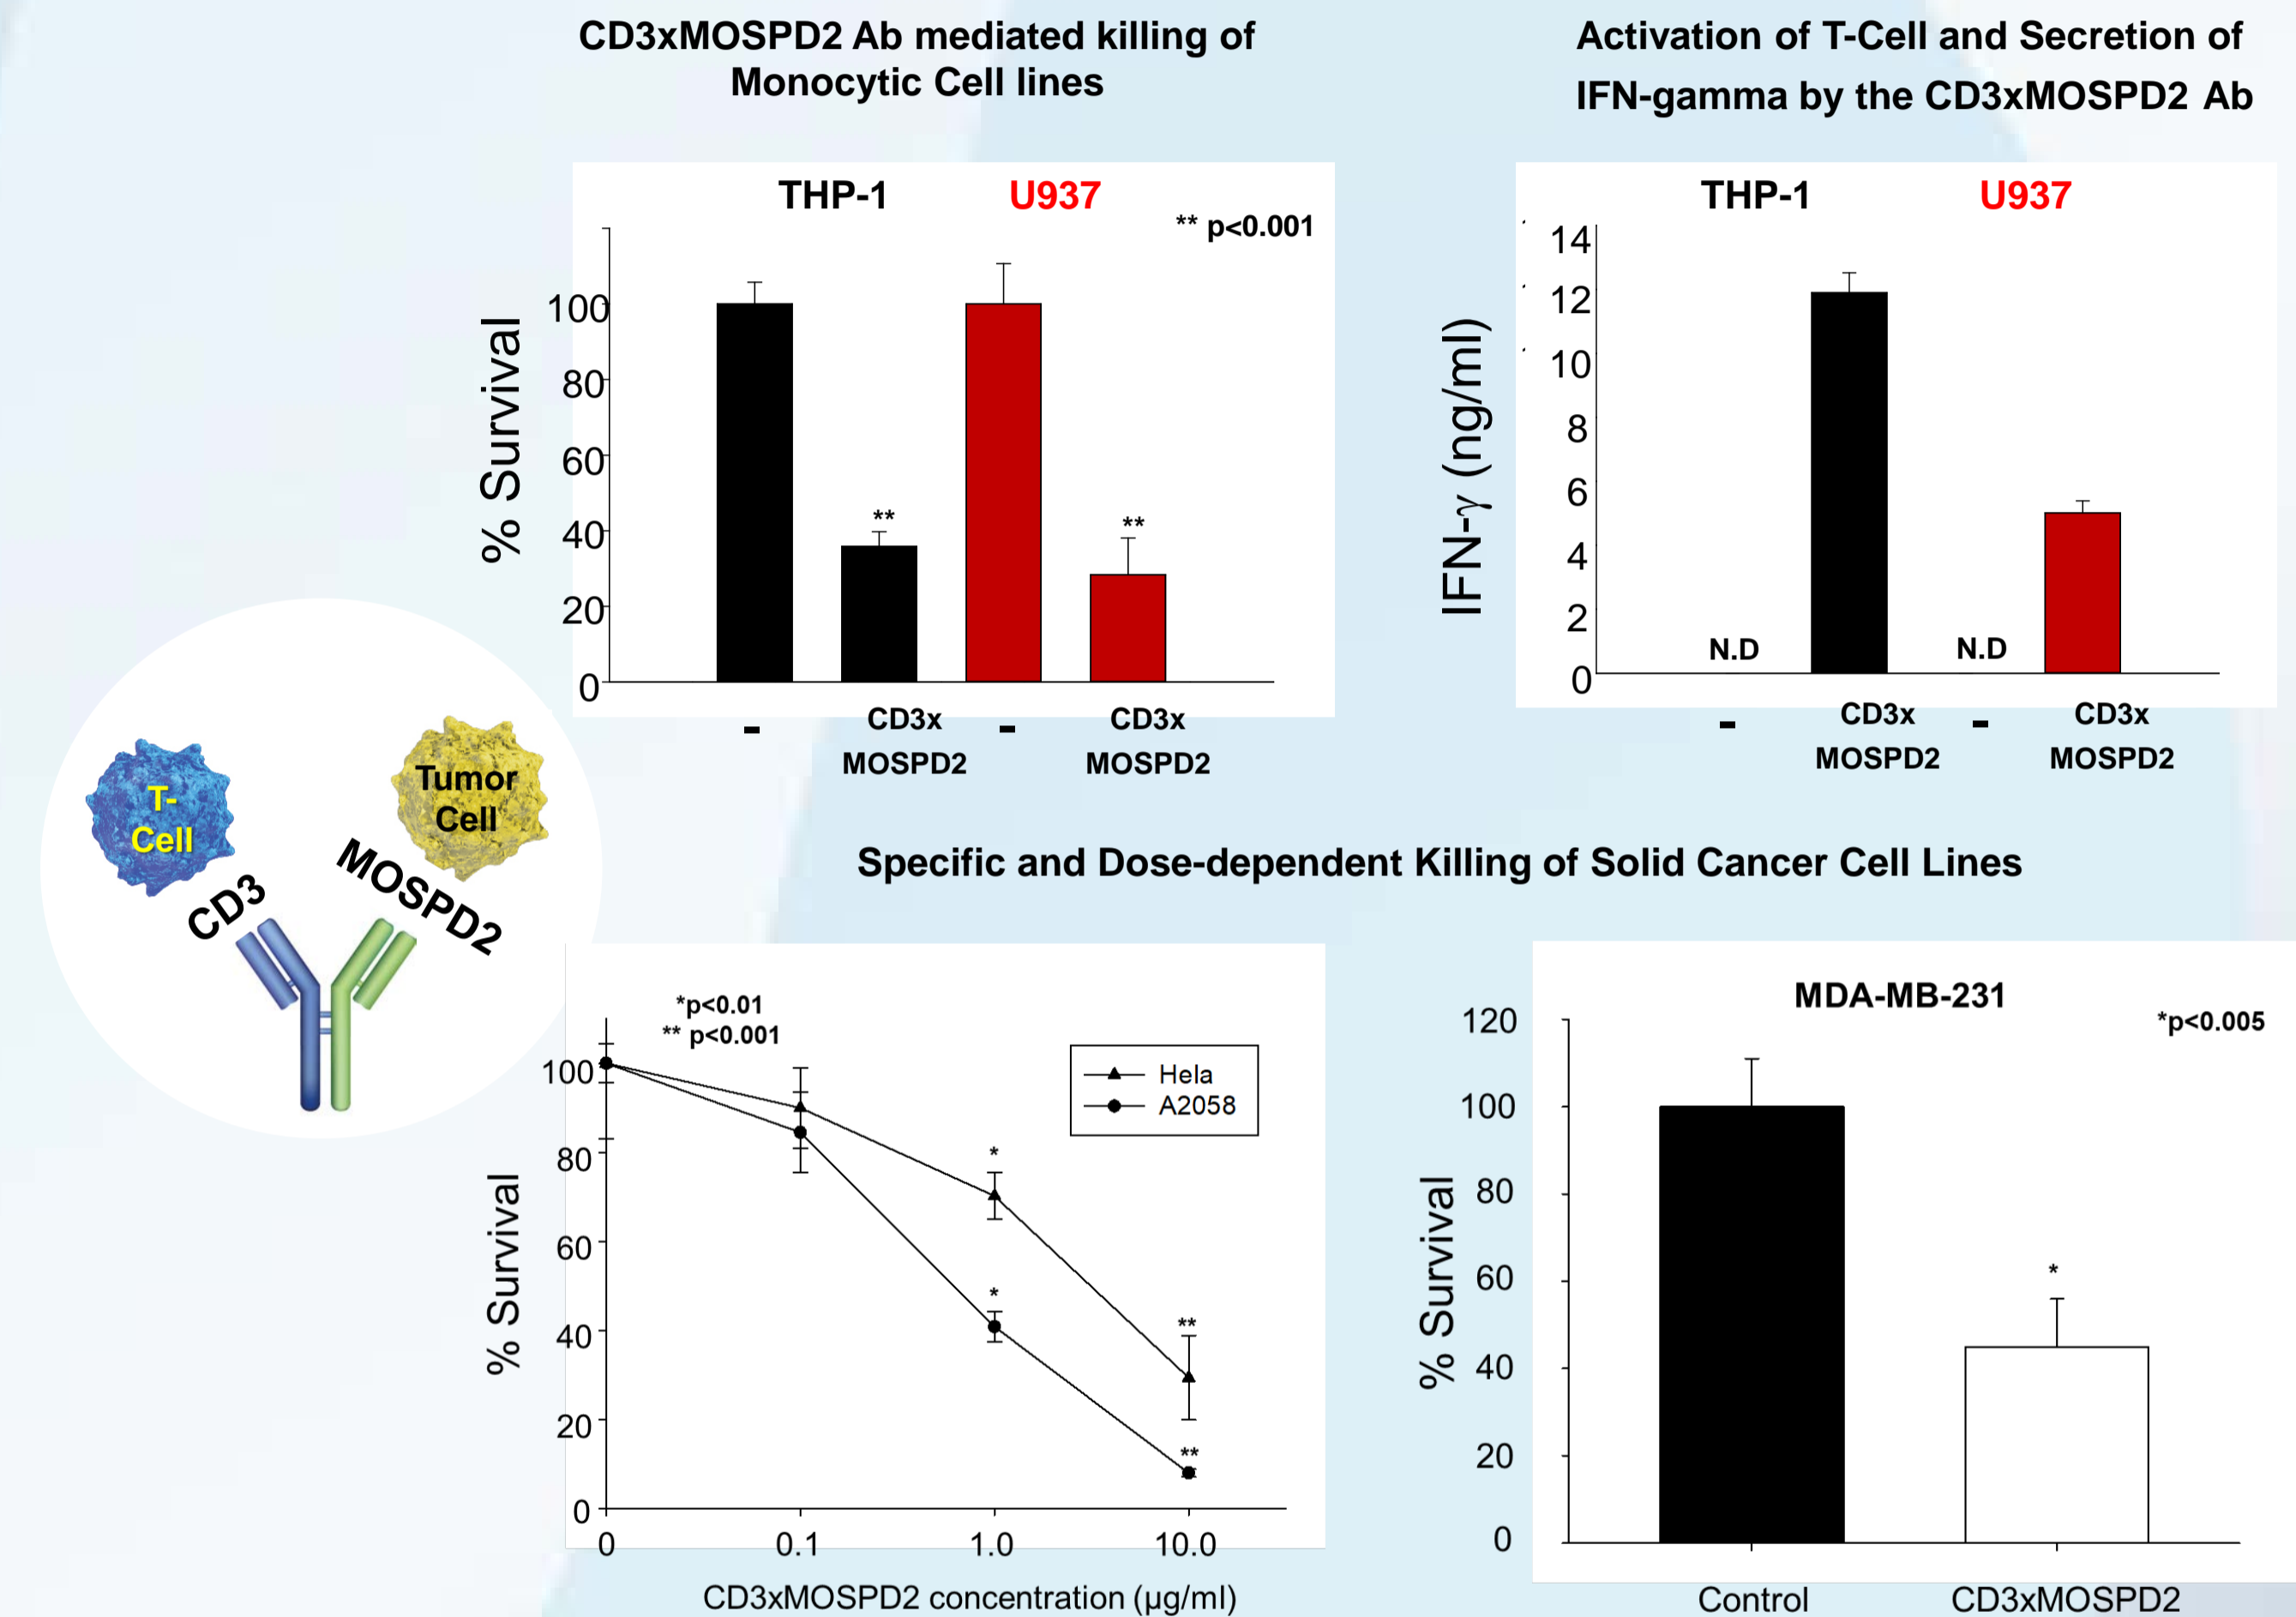 CD3xMOSPD2 Ab mediated killing of
Monocytic Cell lines
THP-1 U937
** p<0.001
% Survival
100
80
60
40
20
0
**
**
- CD3x - CD3x
MOSPD2 MOSPD2
Activation of T-Cell and Secretion of
IFN-gamma by the CD3xMOSPD2 Ab
THP-1 U937
IFN-γ (ng/ml)
14
12
10
8
6
4
2
0
N.D N.D
- CD3x - CD3x
MOSPD2 MOSPD2
T-
Cell
Tumor
Cell
CD3
MOSPD2
Specific and Dose-dependent Killing of Solid Cancer Cell Lines
*p<0.01
** p<0.001
Hela
A2058
% Survival
100
80
60
40
20
0
*
*
**
**
0 0.1 1.0 10.0
CD3xMOSPD2 concentration (µg/ml)
MDA-MB-231
*p<0.005
% Survival
120
100
80
60
40
20
0
*
Control CD3xMOSPD2